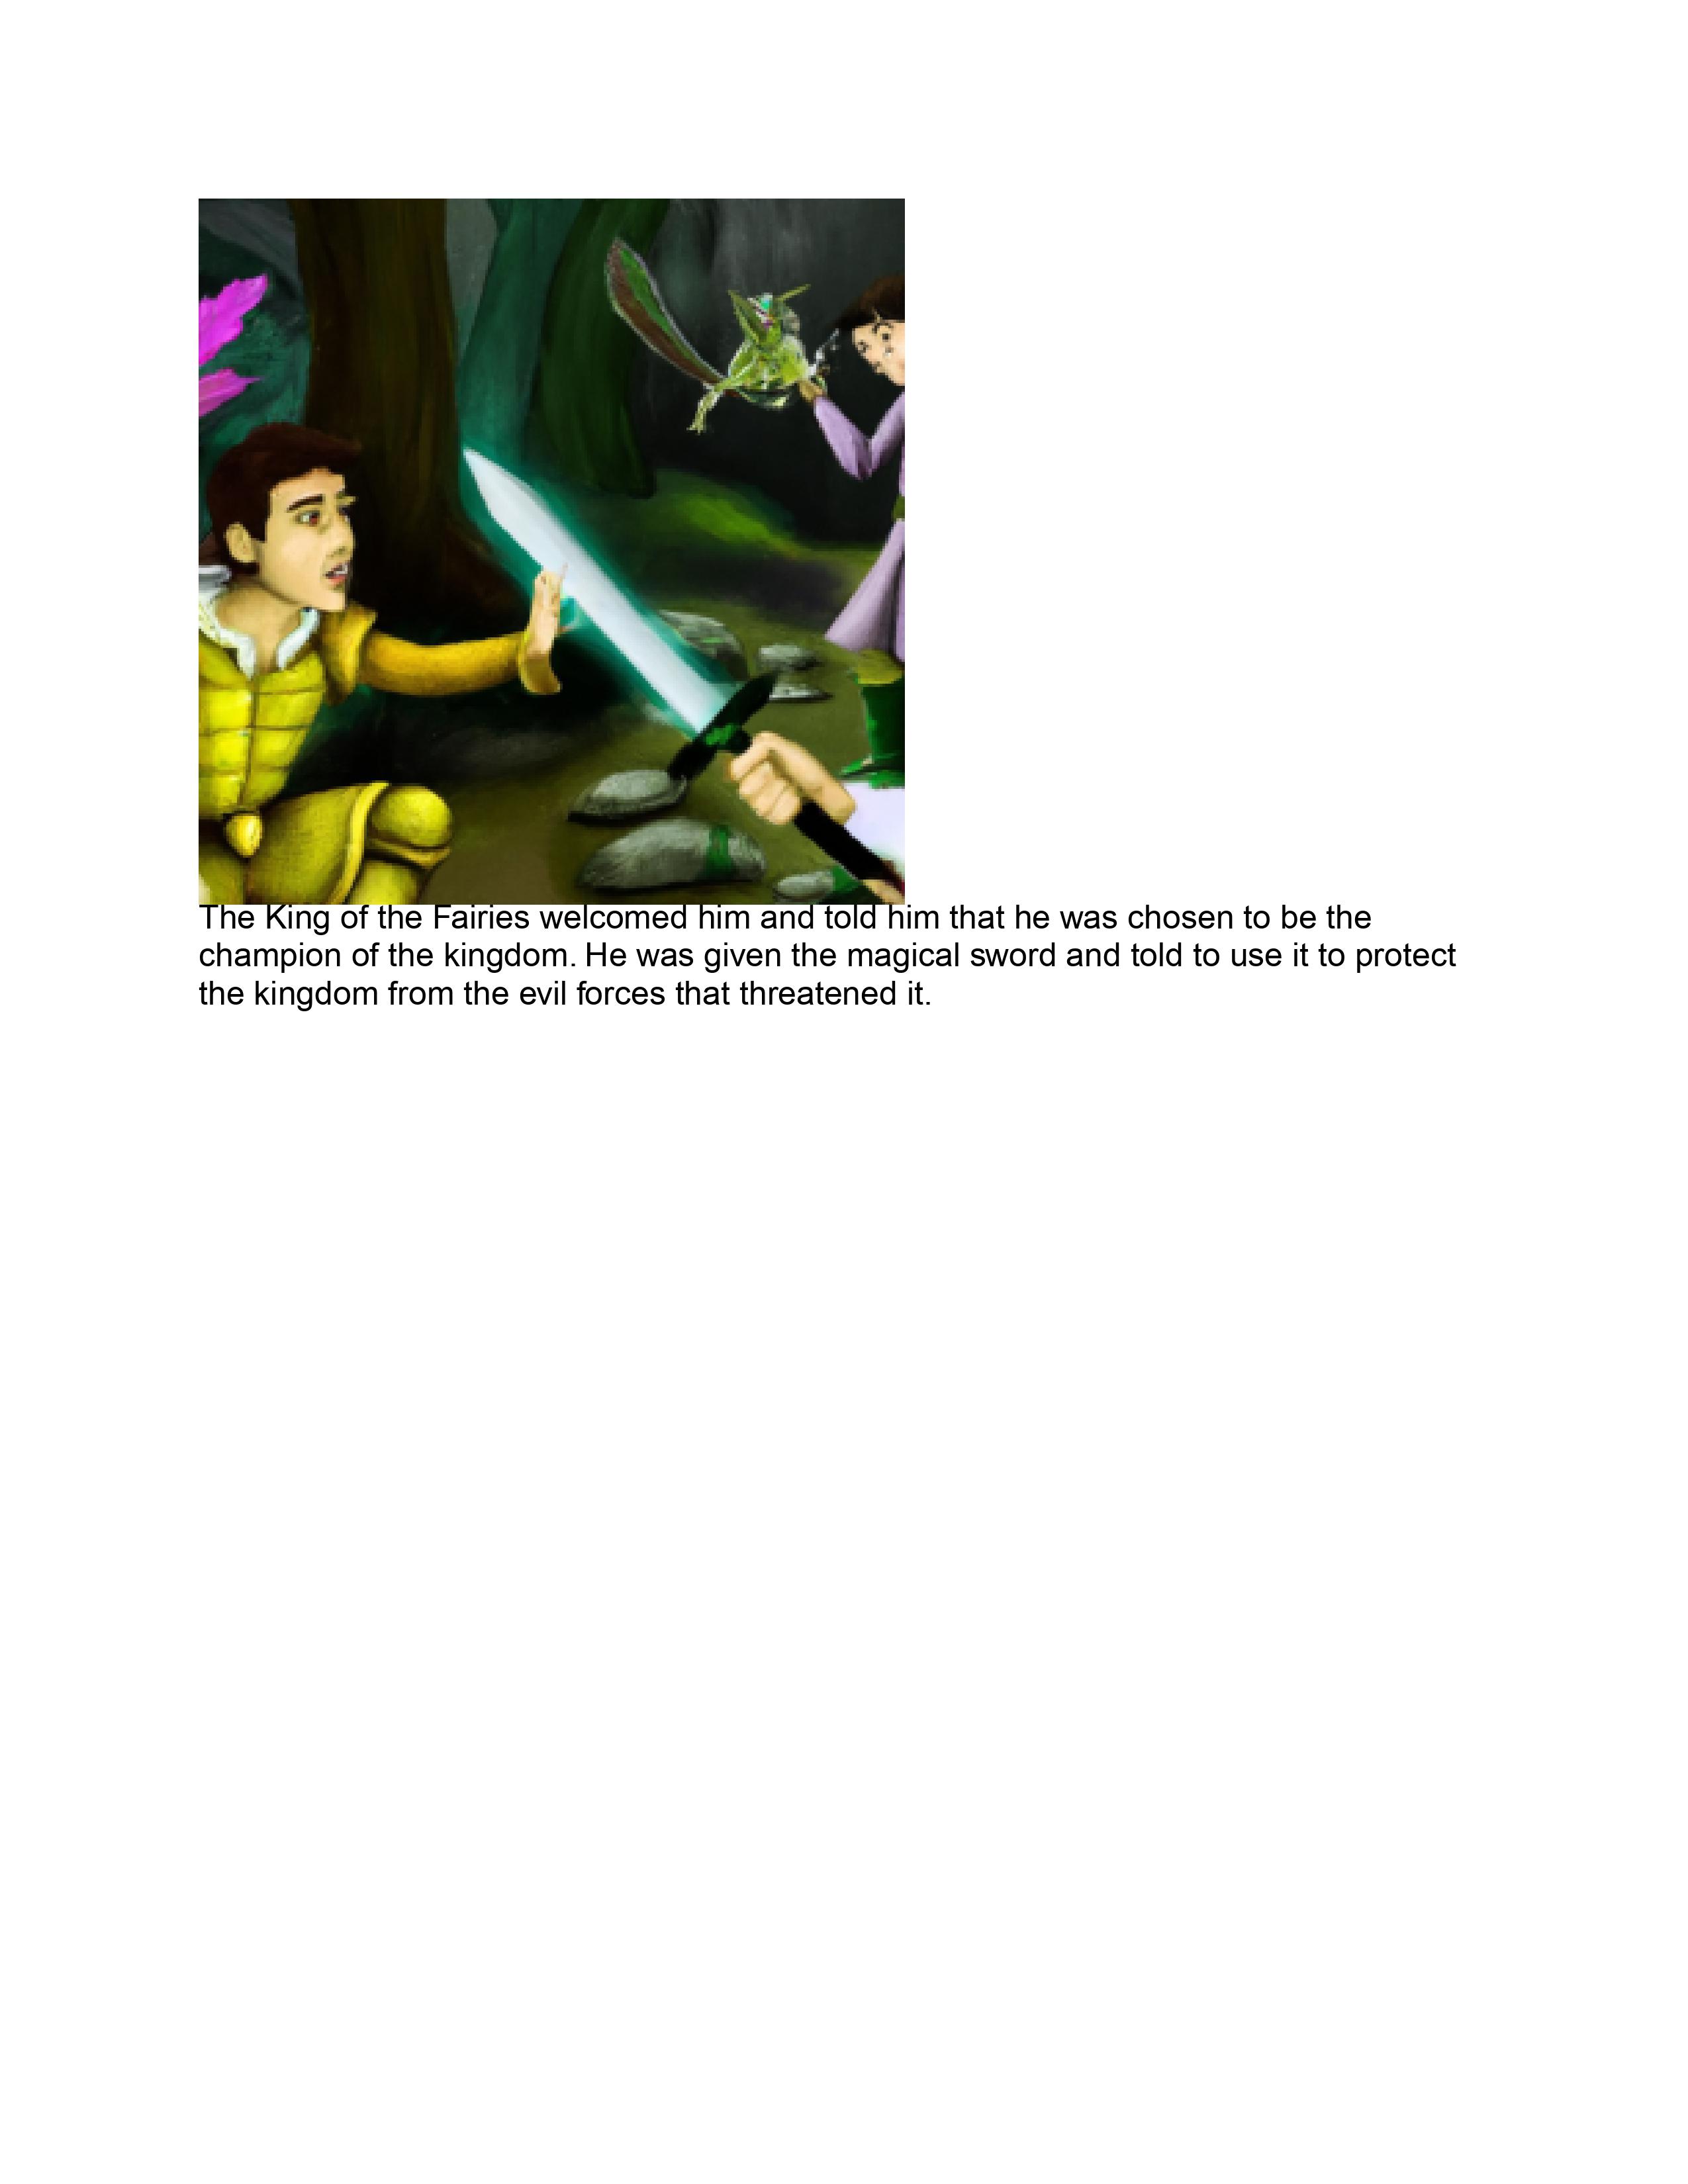 The King of the Fairies welcomed him and told him that he was chosen to be the
champion of the kingdom. He was given the magical sword and told to use it to protect
the kingdom from the evil forces that threatened it.